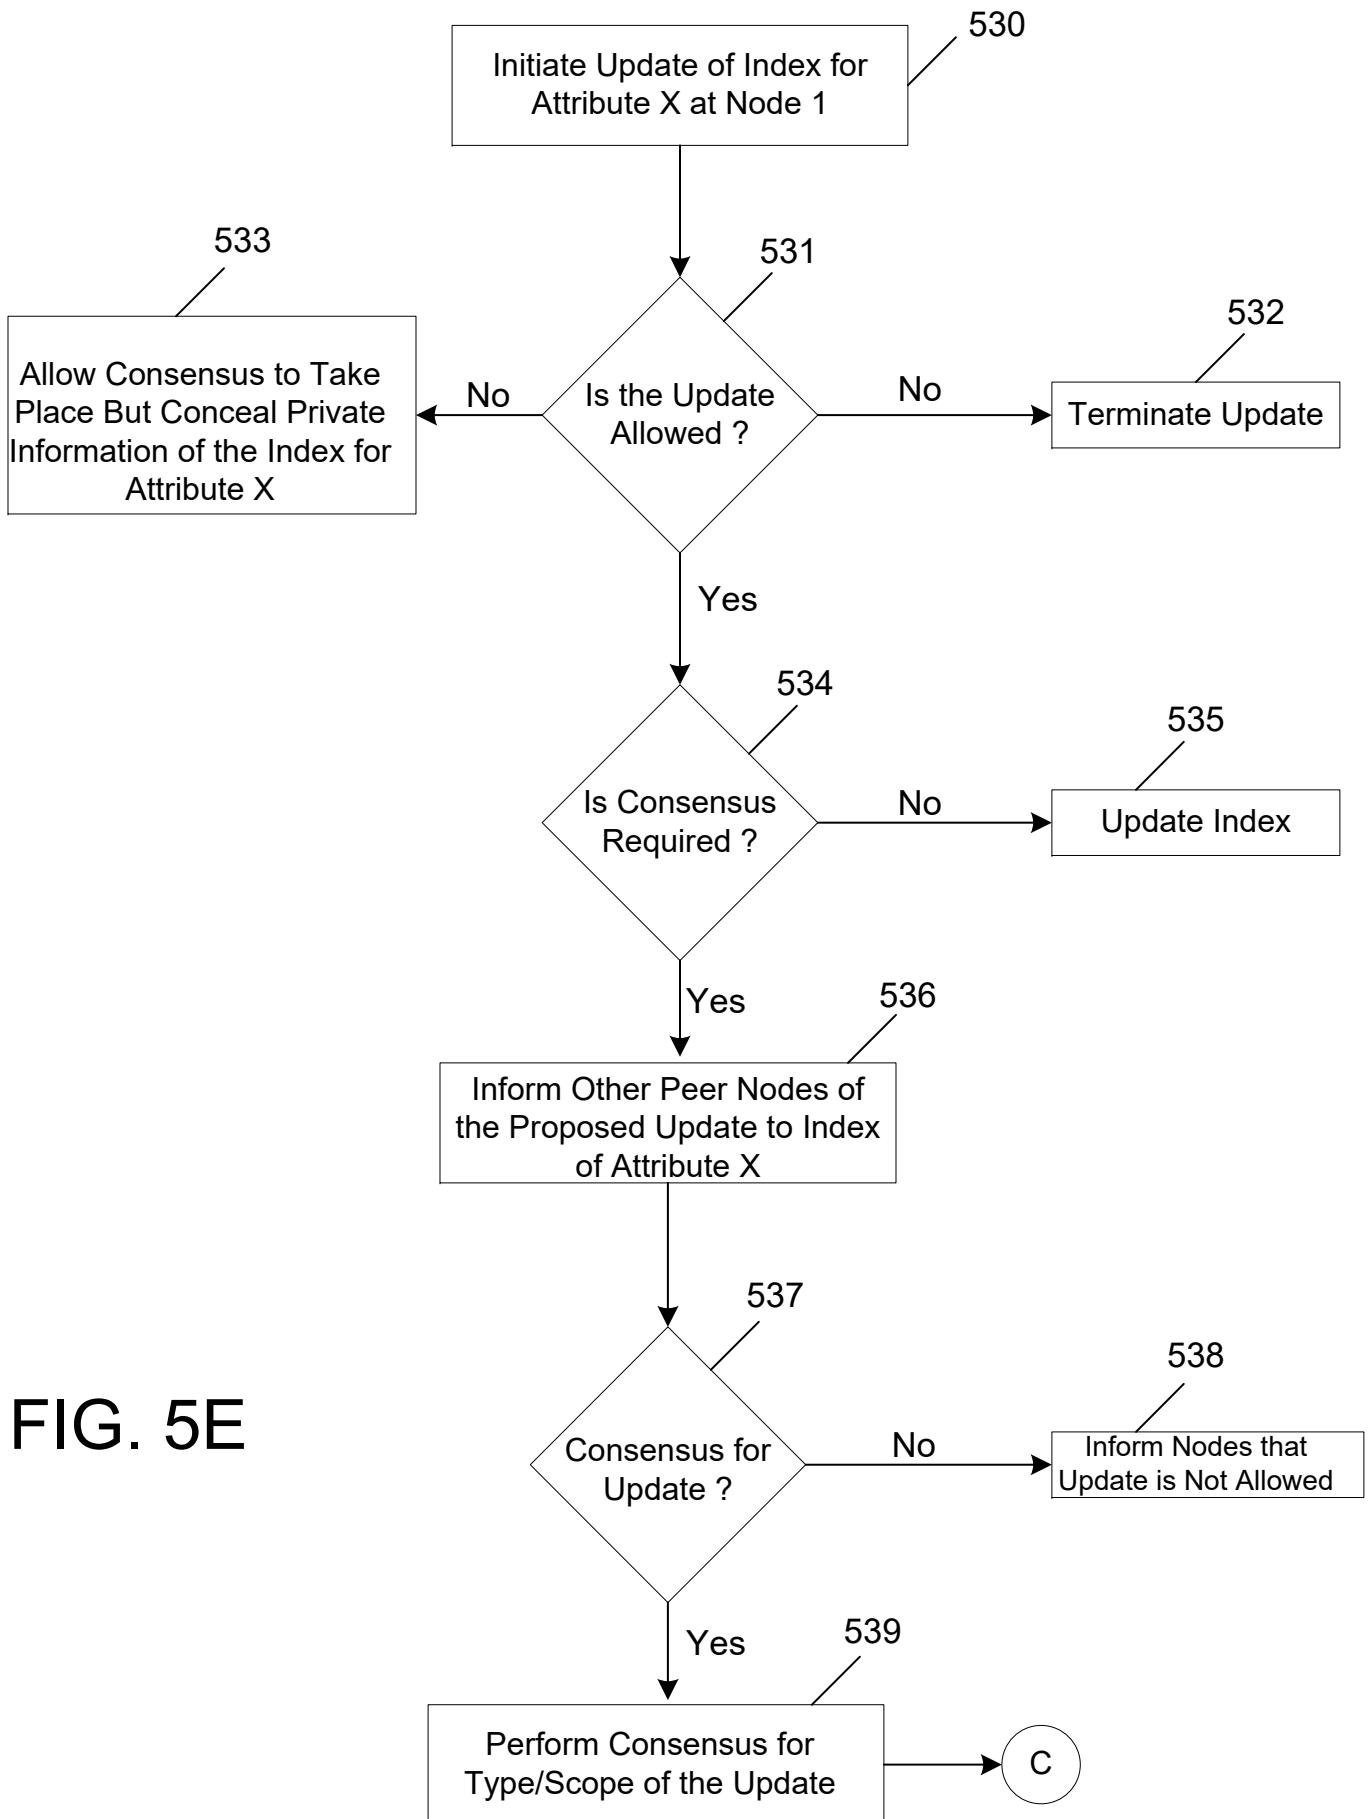 530
Initiate Update of Index for
Attribute X at Node 1
533
531
532
Allow Consensus to Take
Place But Conceal Private
Information of the Index for
Attribute X
No
Is the Update
Allowed ?
No
Terminate Update
Yes
534
535
Is Consensus
Required ?
No
Update Index
Yes
536
Inform Other Peer Nodes of
the Proposed Update to Index
of Attribute X
537
538
FIG. 5E
Consensus for
Update ?
No
Inform Nodes that
Update is Not Allowed
Yes
539
Perform Consensus for
Type/Scope of the Update
C